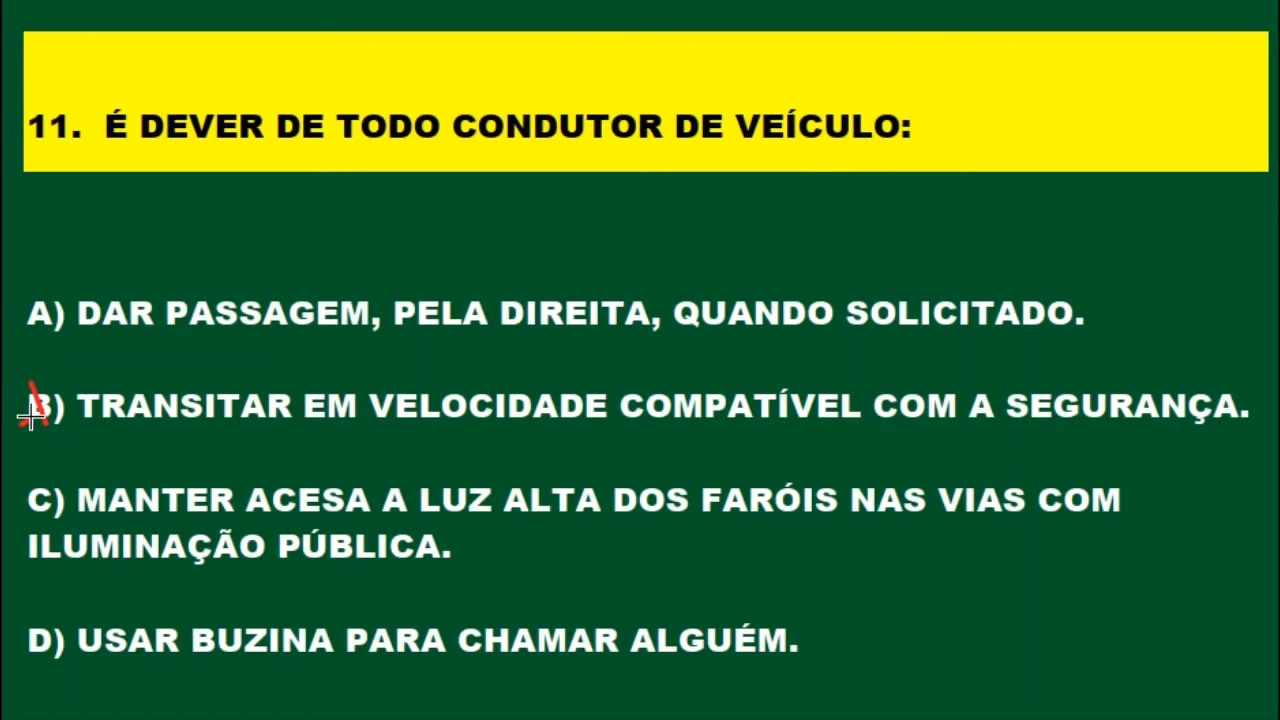 11. É DEVER DE TODO CONDUTOR DE VEÍCULO:
A) DAR PASSAGEM, PELA DIREITA, QUANDO SOLICITADO.
B) TRANSITAR EM VELOCIDADE COMPATÍVEL COM A SEGURANÇA.
C) MANTER ACESA A LUZ ALTA DOS FARÓIS NAS VIAS COM
ILUMINAÇÃO PÚBLICA.
D) USAR BUZINA PARA CHAMAR ALGUÉM.